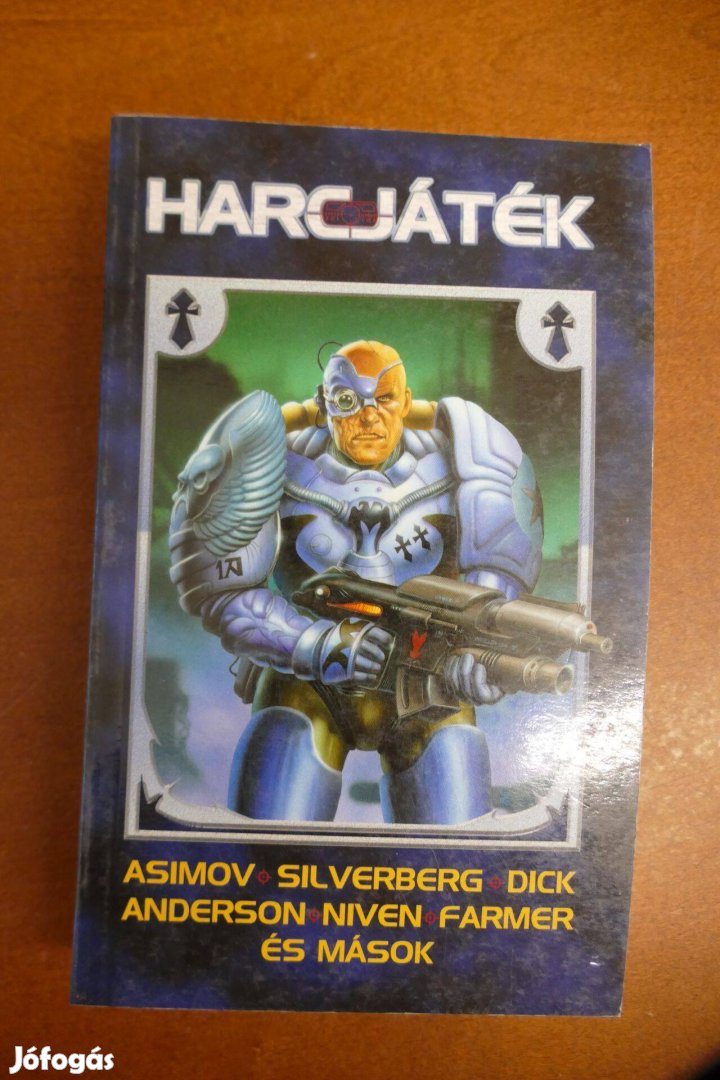 HARCJÁTÉK
ASIMOV SILVERBERG DICK
ANDERSON NIVEN FARMER
ÉS MÁSOK
Jófogás